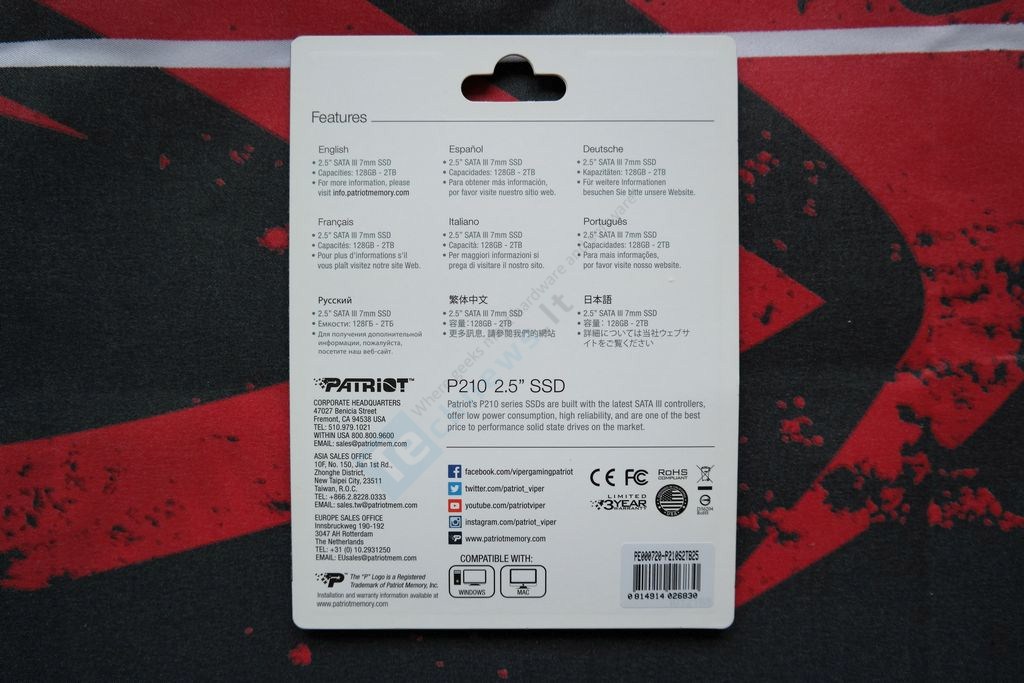 Features
English
• 2.5" SATA III 7mm SSD
• Capacities: 128GB - 2TB
• For more information, please
visit info.patriotmemory.com
Español
• 2.5" SATA III 7mm SSD
• Capacidades: 128GB - 2TB
• Para obtener más información,
por favor visite nuestro sitio web.
Deutsche
• 2.5" SATA III 7mm SSD
• Kapazitäten: 128GB - 2TB
• Für weitere Informationen
besuchen Sie bitte unsere Website.
Français
• 2.5" SATA III 7mm SSD
• Capacités: 128GB - 2TB
• Pour plus d'informations s'il
vous plaît visitez notre site Web.
Italiano
• 2.5" SATA III 7mm SSD
• Capacità: 128GB - 2TB
• Per maggiori informazioni si
prega di visitare il nostro sito.
Português
• 2.5" SATA III 7mm SSD
• Capacidades: 128GB - 2TB
• Para mais informações,
por favor visite nosso website.
Русский
• 2.5" SATA III 7mm SSD
• Емкости: 128ГБ - 2ТБ
• Для получения дополнительной
информации, пожалуйста,
посетите наш веб-сайт.
繁体中文
• 2.5" SATA III 7mm SSD
• 容量:128GB - 2TB
• 更多訊息, 請參閱我們的網站
日本語
• 2.5" SATA III 7mm SSD
• 容量: 128GB - 2TB
• 詳細については当社ウェブサ
イトをご覧ください
PATRIOT™
CORPORATE HEADQUARTERS
47027 Benicia Street
Fremont, CA 94538 USA
TEL: 510.979.1021
WITHIN USA 800.800.9600
EMAIL: sales@patriotmem.com
ASIA SALES OFFICE
10F, No. 150, Jian 1st Rd.,
Zhonghe District,
New Taipei City, 23511
Taiwan, R.O.C.
TEL: +866.2.8228.0333
EMAIL: sales.tw@patriotmem.com
EUROPE SALES OFFICE
Innsbruckweg 190-192
3047 AH Rotterdam
The Netherlands
TEL: +31 (0) 10.2931250
EMAIL: EUsales@patriotmem.com
P The "P" Logo is a Registered
Trademark of Patriot Memory, Inc.
Installation and warranty information available at
www.patriotmemory.com
P210 2.5" SSD
Patriot's P210 series SSDs are built with the latest SATA III controllers,
offer low power consumption, high reliability, and are one of the best
price to performance solid state drives on the market.
facebook.com/vipergamingpatriot
twitter.com/patriot_viper
youtube.com/patriotviper
instagram.com/patriot_viper
www.patriotmemory.com
COMPATIBLE WITH:
WINDOWS
MAC
CE FC RoHS
COMPLIANT
LIMITED
3YEAR
WARRANTY
PE000720-P210S2TB25
0 814914 026830